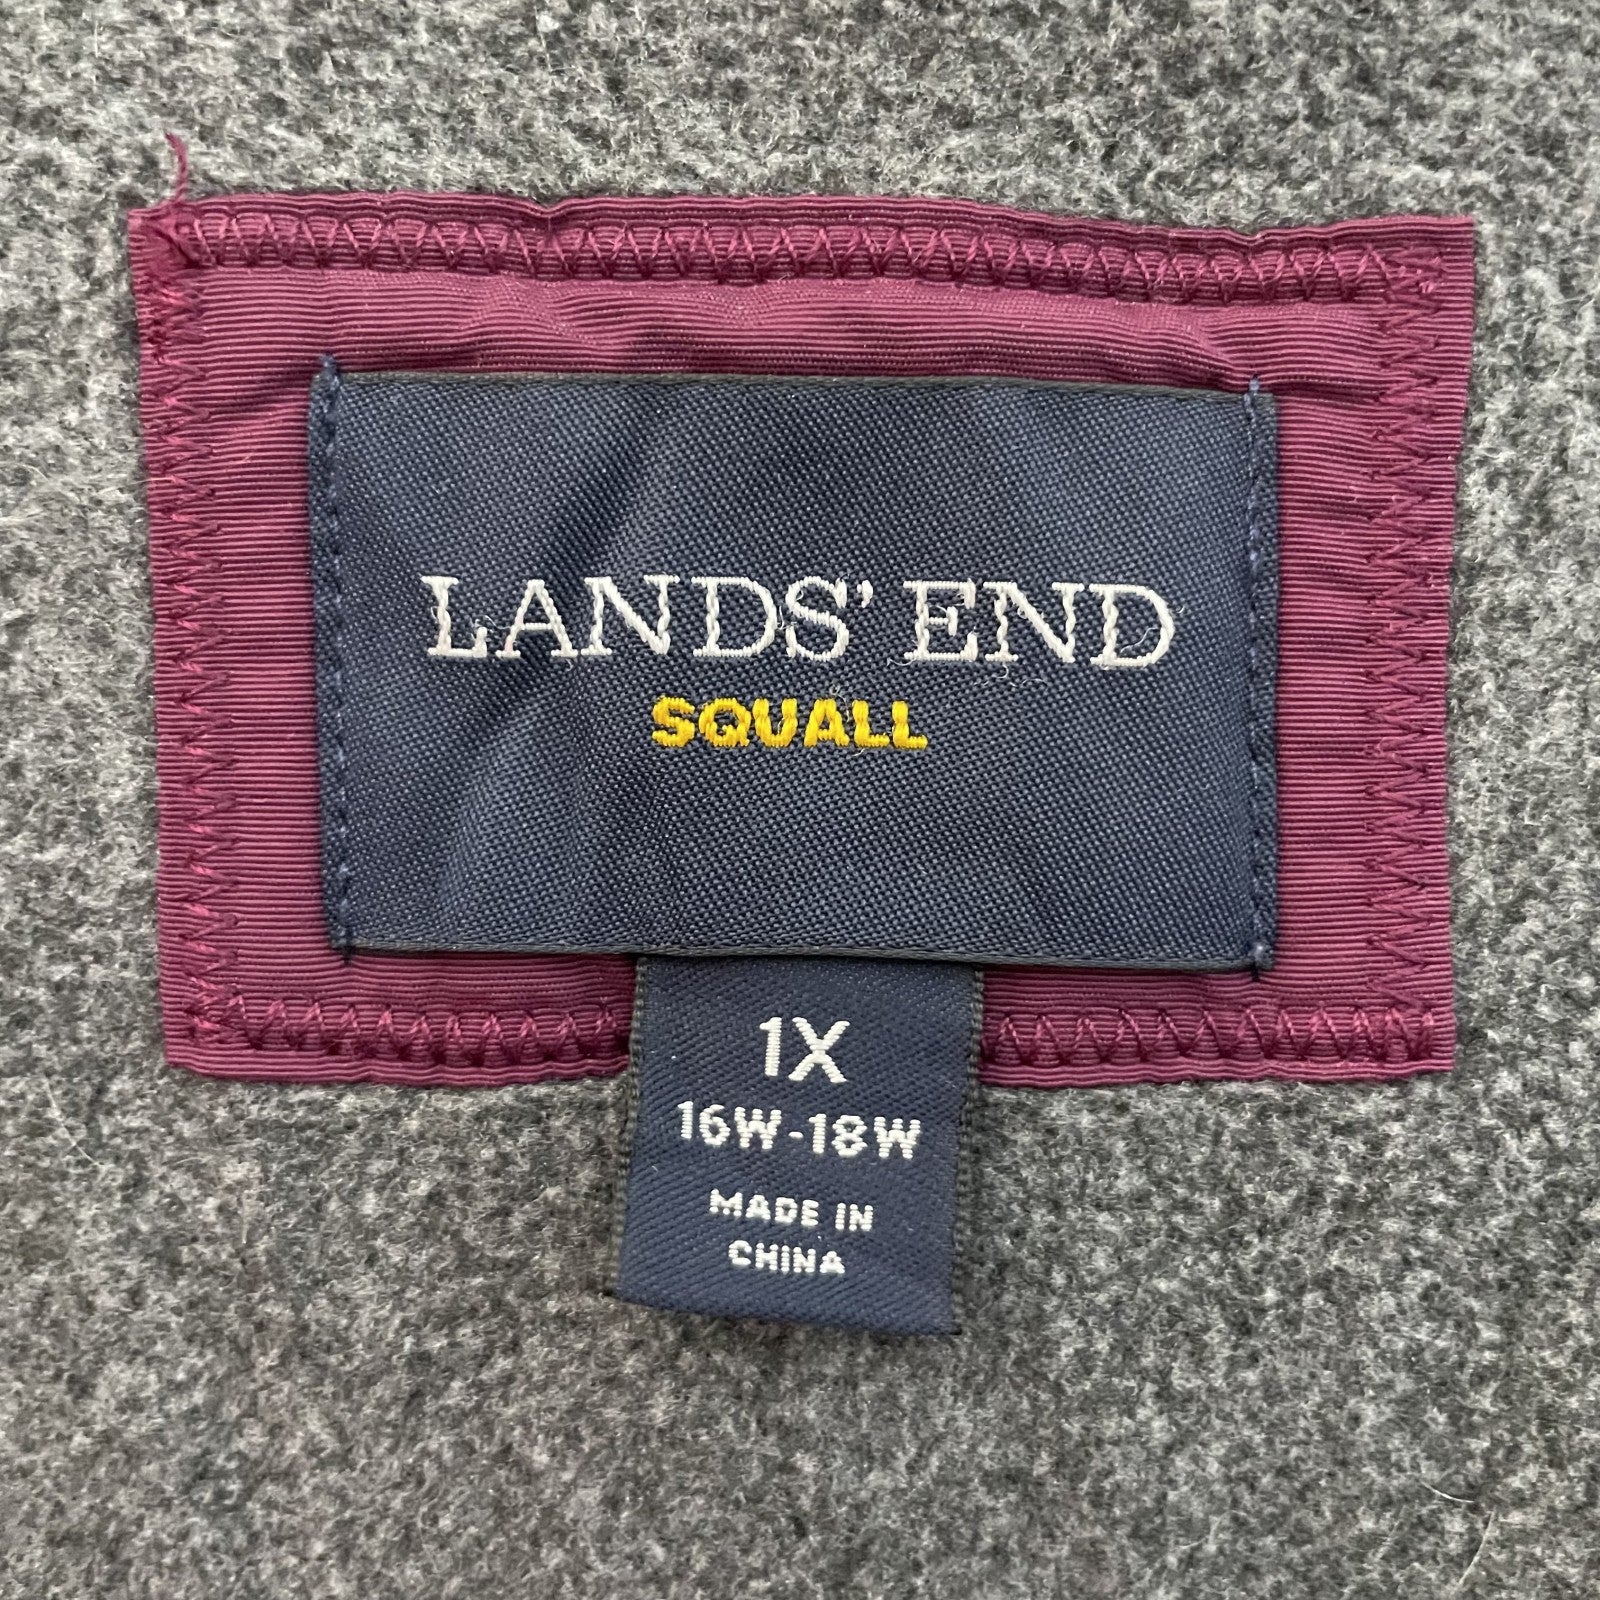 LANDS' END
SQUALL
1X
16W-18W
MADE IN
CHINA